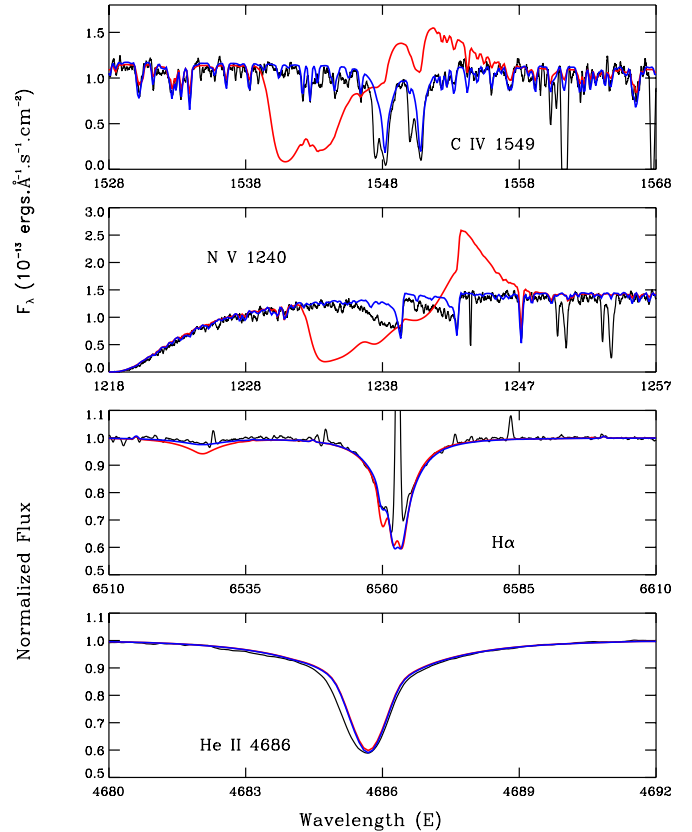 F_λ (10⁻¹³ ergs.Å⁻¹.s⁻¹.cm⁻²)
1.5
1.0
0.5
0.0
C IV 1549
1528 1538 1548 1558 1568
3.0
2.5
2.0
1.5
1.0
0.5
0.0
N V 1240
1218 1228 1238 1247 1257
Normalized Flux
1.1
1.0
0.9
0.8
0.7
0.6
0.5
Hα
6510 6535 6560 6585 6610
1.1
1.0
0.9
0.8
0.7
0.6
0.5
He II 4686
4680 4683 4686 4689 4692
Wavelength (E)